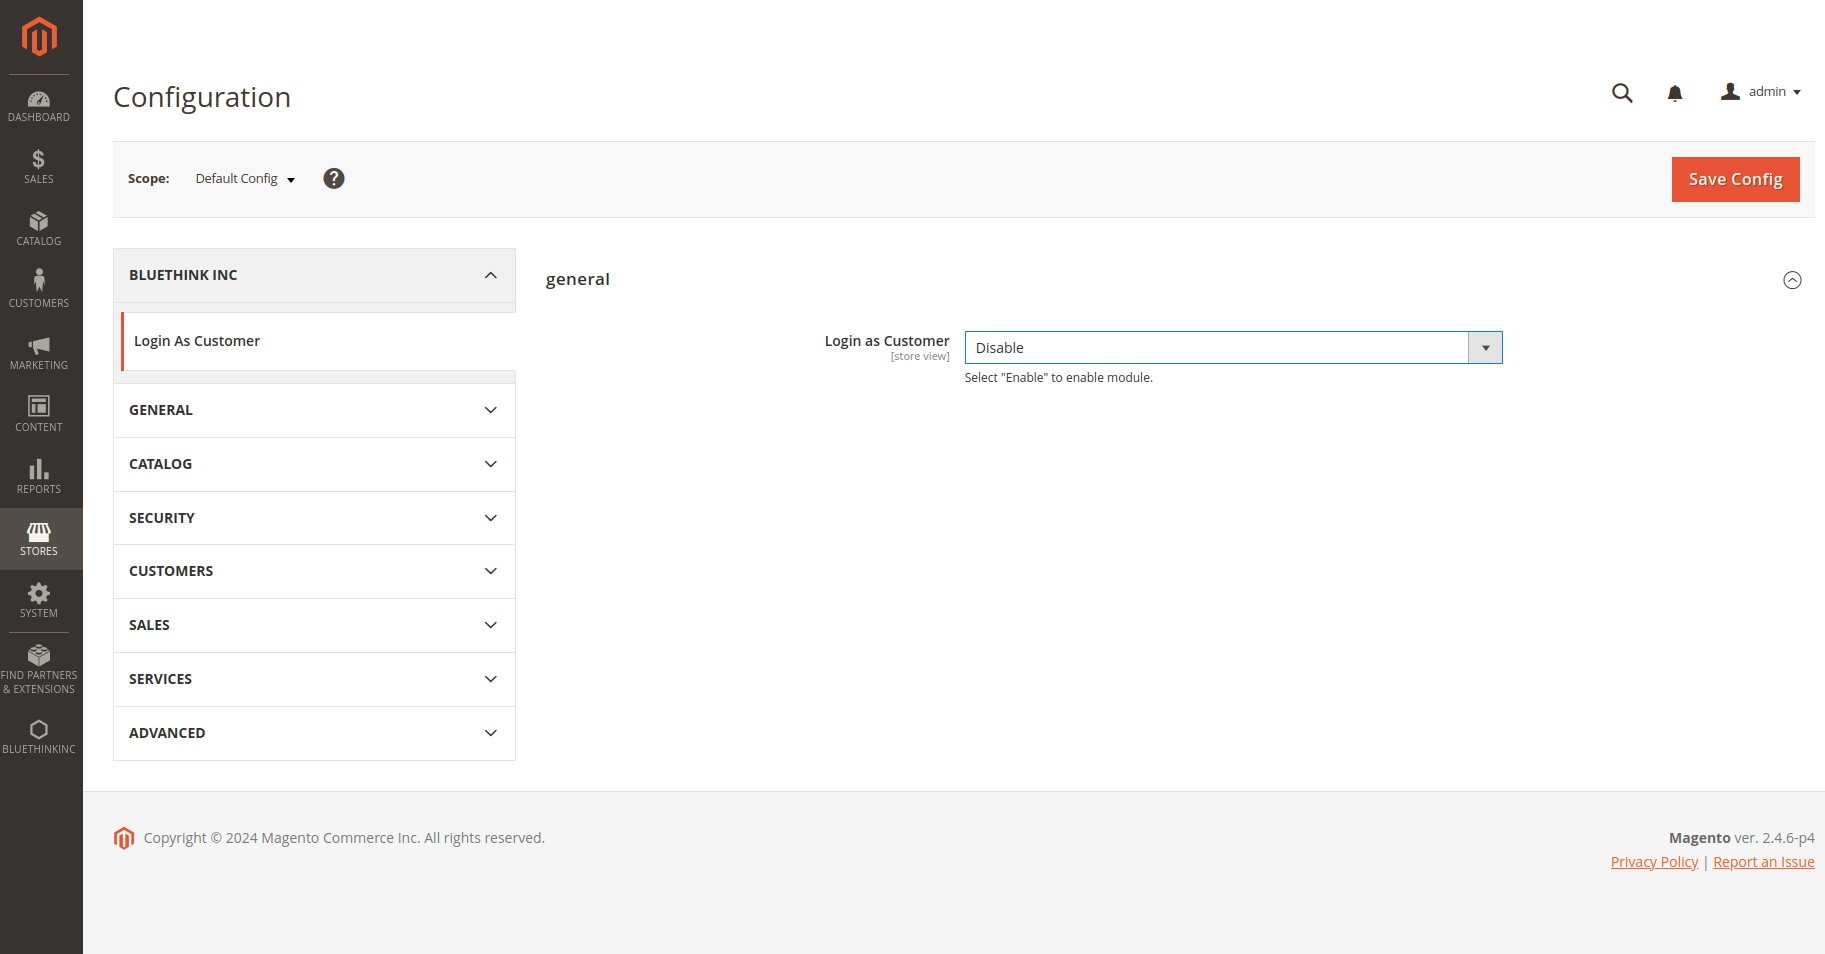 DASHBOARD
SALES
CATALOG
CUSTOMERS
MARKETING
CONTENT
REPORTS
STORES
SYSTEM
FIND PARTNERS
& EXTENSIONS
BLUETHINKINC
Configuration
admin
Scope: Default Config ?
Save Config
BLUETHINK INC
Login As Customer
GENERAL
CATALOG
SECURITY
CUSTOMERS
SALES
SERVICES
ADVANCED
general
Login as Customer
[store view]
Disable
Select "Enable" to enable module.
Copyright © 2024 Magento Commerce Inc. All rights reserved.
Magento ver. 2.4.6-p4
Privacy Policy | Report an Issue